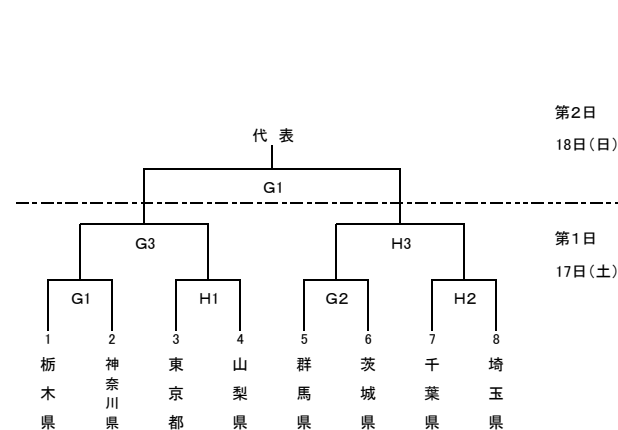 第２日
代　表
18日（日）
G1
第１日
G3
H3
17日（土）
G1
H1
G2
H2
1
2
3
4
5
6
7
8
栃木県
神奈川県
東京都
山梨県
群馬県
茨城県
千葉県
埼玉県